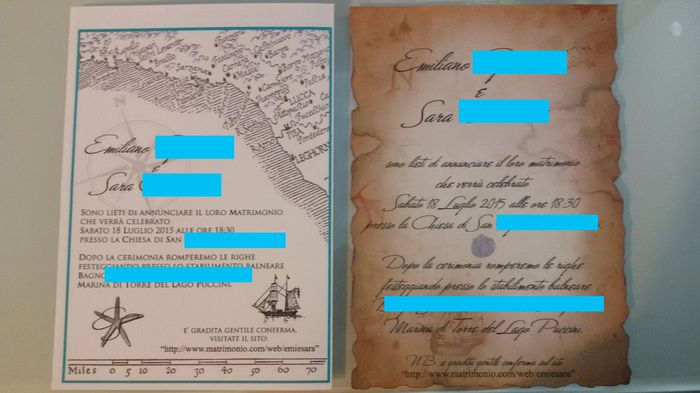 Emiliano
e
Sara
SONO LIETI DI ANNUNCIARE IL LORO MATRIMONIO
CHE VERRÀ CELEBRATO
SABATO 18 LUGLIO 2015 ALLE ORE 18:30
PRESSO LA CHIESA DI SAN
DOPO LA CERIMONIA ROMPEREMO LE RIGHE
FESTEGGIANDO PRESSO LO STABILIMENTO BALNEARE
BAGNO
MARINA DI TORRE DEL LAGO PUCCINI.
E' GRADITA GENTILE CONFERMA,
VISITATE IL SITO:
"http://www.matrimonio.com/web/emiesara"
Miles 0 5 10 20 30 40 50 60 70
LUCCA
PISA
LEGHORN
Emiliano
e
Sara
sono lieti di annunciare il loro matrimonio
che verrà celebrato
Sabato 18 Luglio 2015 alle ore 18:30
presso la Chiesa di San
Dopo la cerimonia romperemo le righe
festeggiando presso lo stabilimento balneare
Marina di Torre del Lago Puccini.
N.B. e gradita gentile conferma sul sito
"http://www.matrimonio.com/web/emiesara"